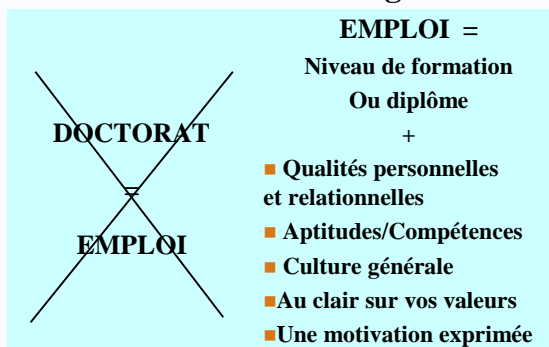 DOCTORAT
=
EMPLOI
EMPLOI =
Niveau de formation
Ou diplôme
+
■ Qualités personnelles
et relationnelles
■ Aptitudes/Compétences
■ Culture générale
■Au clair sur vos valeurs
■Une motivation exprimée